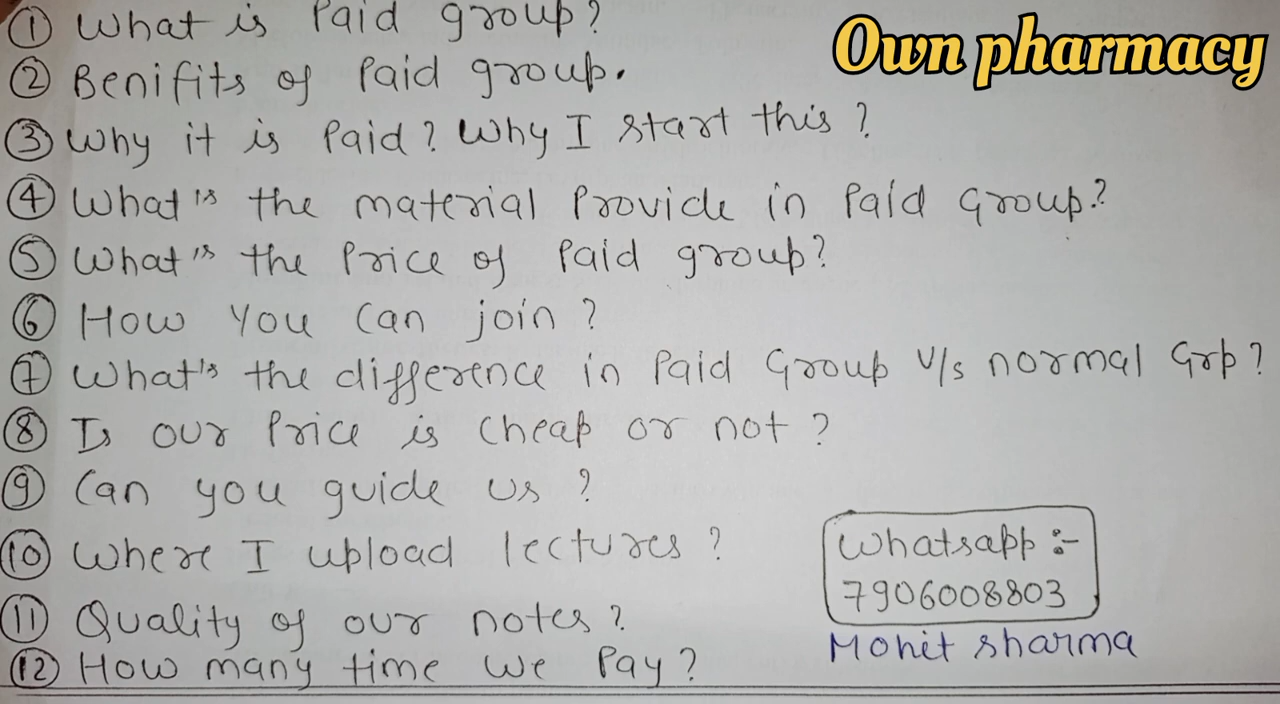 ① What is Paid group?
Own pharmacy
② Benifits of Paid group.
③ Why it is Paid? Why I start this?
④ What's the material Provide in Paid Group?
⑤ What's the Price of Paid group?
⑥ How You Can join?
⑦ What's the difference in Paid Group V/s normal Grp?
⑧ Is our Price is cheap or not?
⑨ Can you guide us?
⑩ Where I upload lectures?
⑪ Quality of our notes?
⑫ How many time we Pay?
Whatsapp :-
7906008803
Mohit sharma